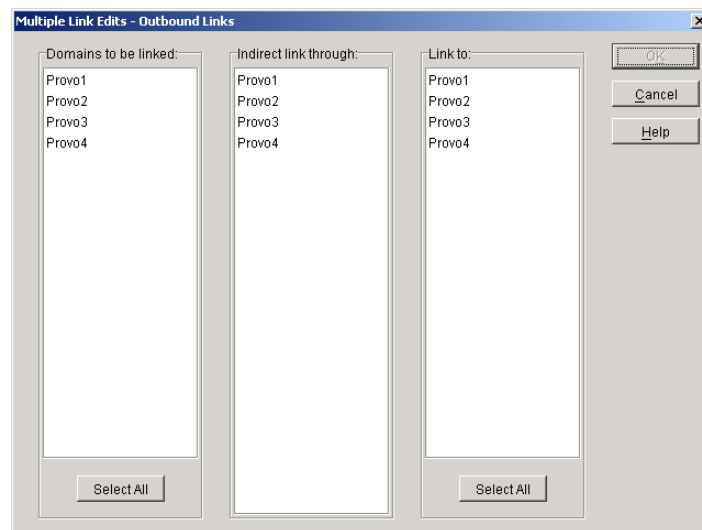 Multiple Link Edits - Outbound Links
Domains to be linked:
Provo1
Provo2
Provo3
Provo4
Select All
Indirect link through:
Provo1
Provo2
Provo3
Provo4
Link to:
Provo1
Provo2
Provo3
Provo4
Select All
OK
Cancel
Help